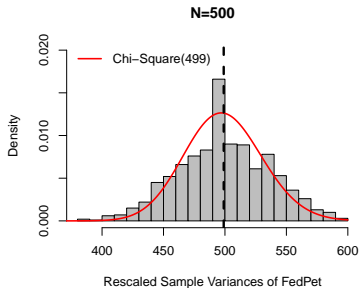 N=500
0.020
0.010
0.000
Density
Chi−Square(499)
400 450 500 550 600
Rescaled Sample Variances of FedPet